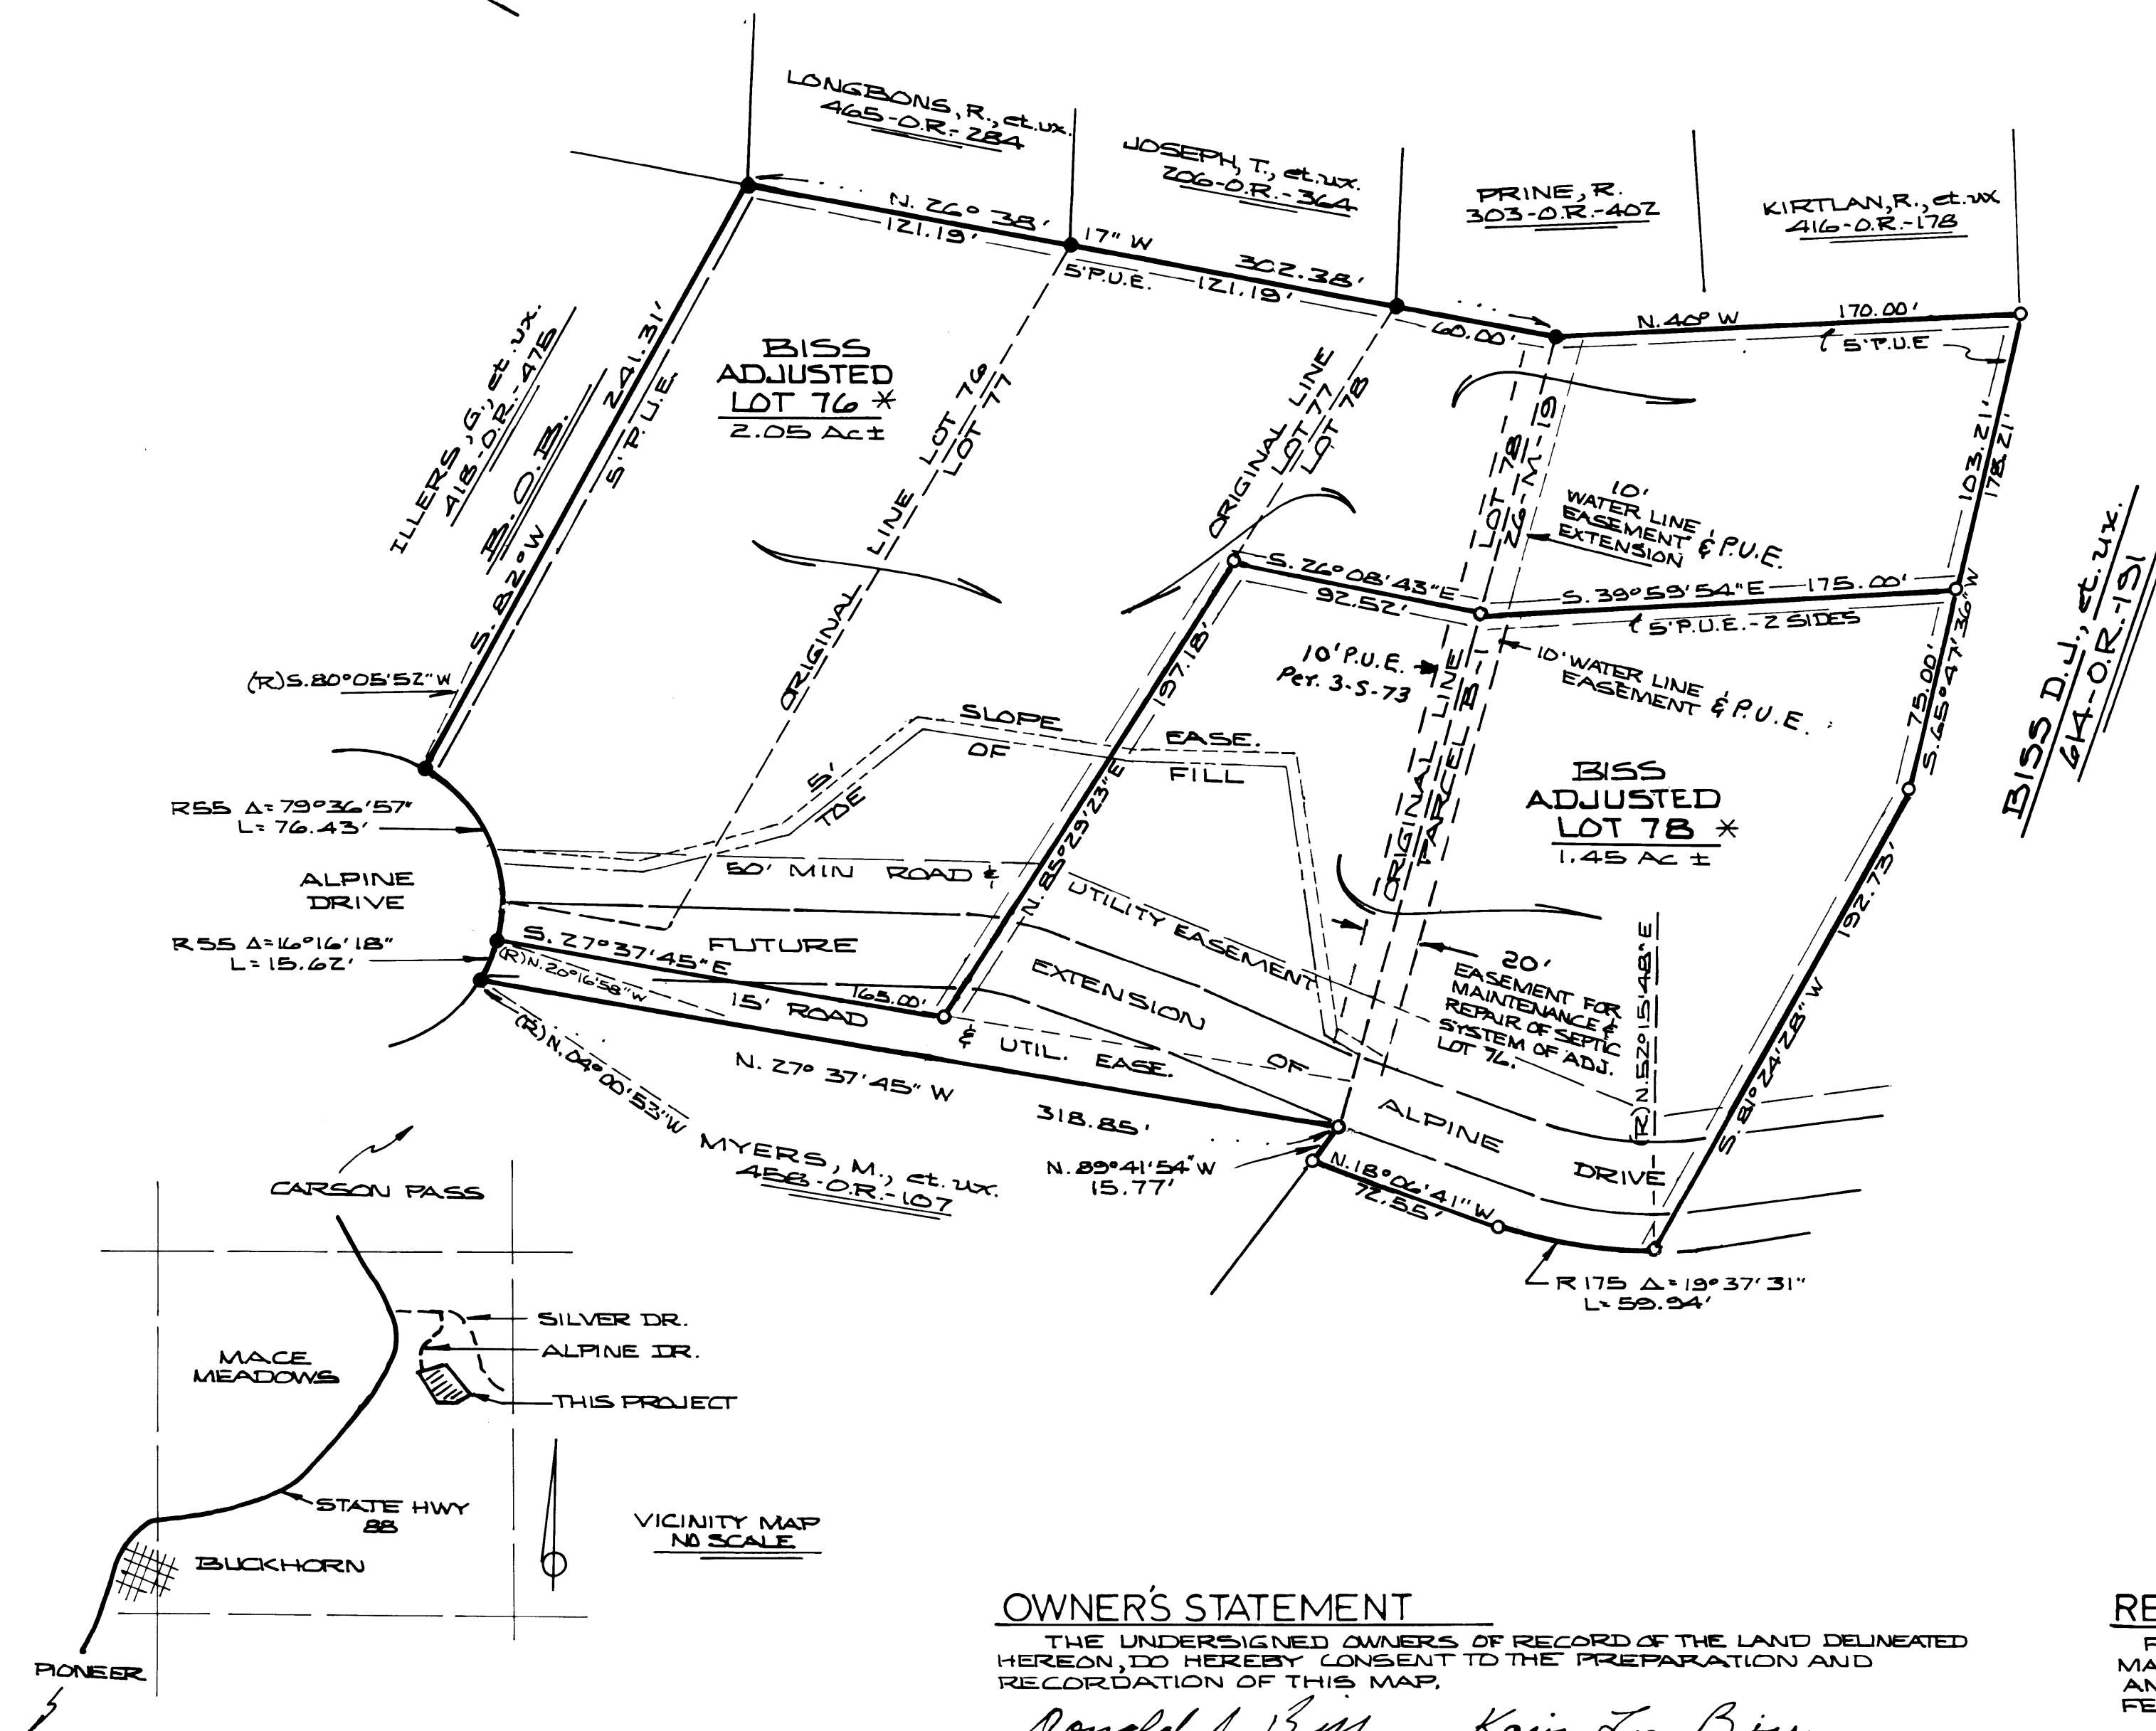 LONGBONS, R., et.ux.
465-O.R.-284
JOSEPH, T., et.ux.
206-O.R.-364
PRINE, R.
303-O.R.-402
KIRTLAN, R., et.ux
416-O.R.-178
N. 26° 38'
17" W
302.38'
121.19'
5' P.U.E.
121.19'
60.00'
N. 40° W
170.00'
5' P.U.E
ILLERS, G., et.ux.
418-O.R.-475
B.O.B.
S. 82° W
241.31'
5' P.U.E.
BISS
ADJUSTED
LOT 76 *
2.05 Ac ±
ORIGINAL LINE
LOT 76
LOT 77
ORIGINAL LINE
LOT 77
LOT 78
LOT 78
26-M-19
10'
WATER LINE &
EASEMENT & P.U.E.
EXTENSION
103.21'
178.21'
S. 26° 08' 43" E
92.52'
S. 39° 59' 54" E
175.00'
5' P.U.E. - 2 SIDES
10' P.U.E.
Per. 3-S-73
10' WATER LINE &
EASEMENT & P.U.E.
75.00'
S. 65° 47' 36" W
BISS D.J., et.ux.
614-O.R.-191
(R) S. 80° 05' 52" W
197.18'
N. 85° 29' 23" E
SLOPE EASE.
5'
TOE OF FILL
ORIGINAL LINE
PARCEL B-1
BISS
ADJUSTED
LOT 78 *
1.45 AC ±
R55 Δ= 79° 36' 57"
L= 76.43'
ALPINE
DRIVE
R55 Δ= 16° 16' 18"
L= 15.62'
50' MIN ROAD &
UTILITY EASEMENT
FUTURE
EXTENSION
OF
ALPINE
DRIVE
S. 27° 37' 45" E
165.00'
(R) N. 20° 16' 58" W
15' ROAD
& UTIL. EASE.
(R) N. 04° 00' 53" W
N. 27° 37' 45" W
318.85'
20'
EASEMENT FOR
MAINTENANCE &
REPAIR OF SEPTIC
SYSTEM OF ADJ.
LOT 76.
(R) N. 52° 15' 48" E
192.73'
S. 81° 24' 28" W
MYERS, M., et.ux.
458-O.R.-107
N. 89° 41' 54" W
15.77'
N. 18° 06' 41" W
72.55'
R 175 Δ= 19° 37' 31"
L= 59.94'
CARSON PASS
MACE
MEADOWS
SILVER DR.
ALPINE DR.
THIS PROJECT
STATE HWY
88
BUCKHORN
PIONEER
VICINITY MAP
NO SCALE
OWNER'S STATEMENT
THE UNDERSIGNED OWNERS OF RECORD OF THE LAND DELINEATED
HEREON, DO HEREBY CONSENT TO THE PREPARATION AND
RECORDATION OF THIS MAP.
RE
F
MA
AN
FE